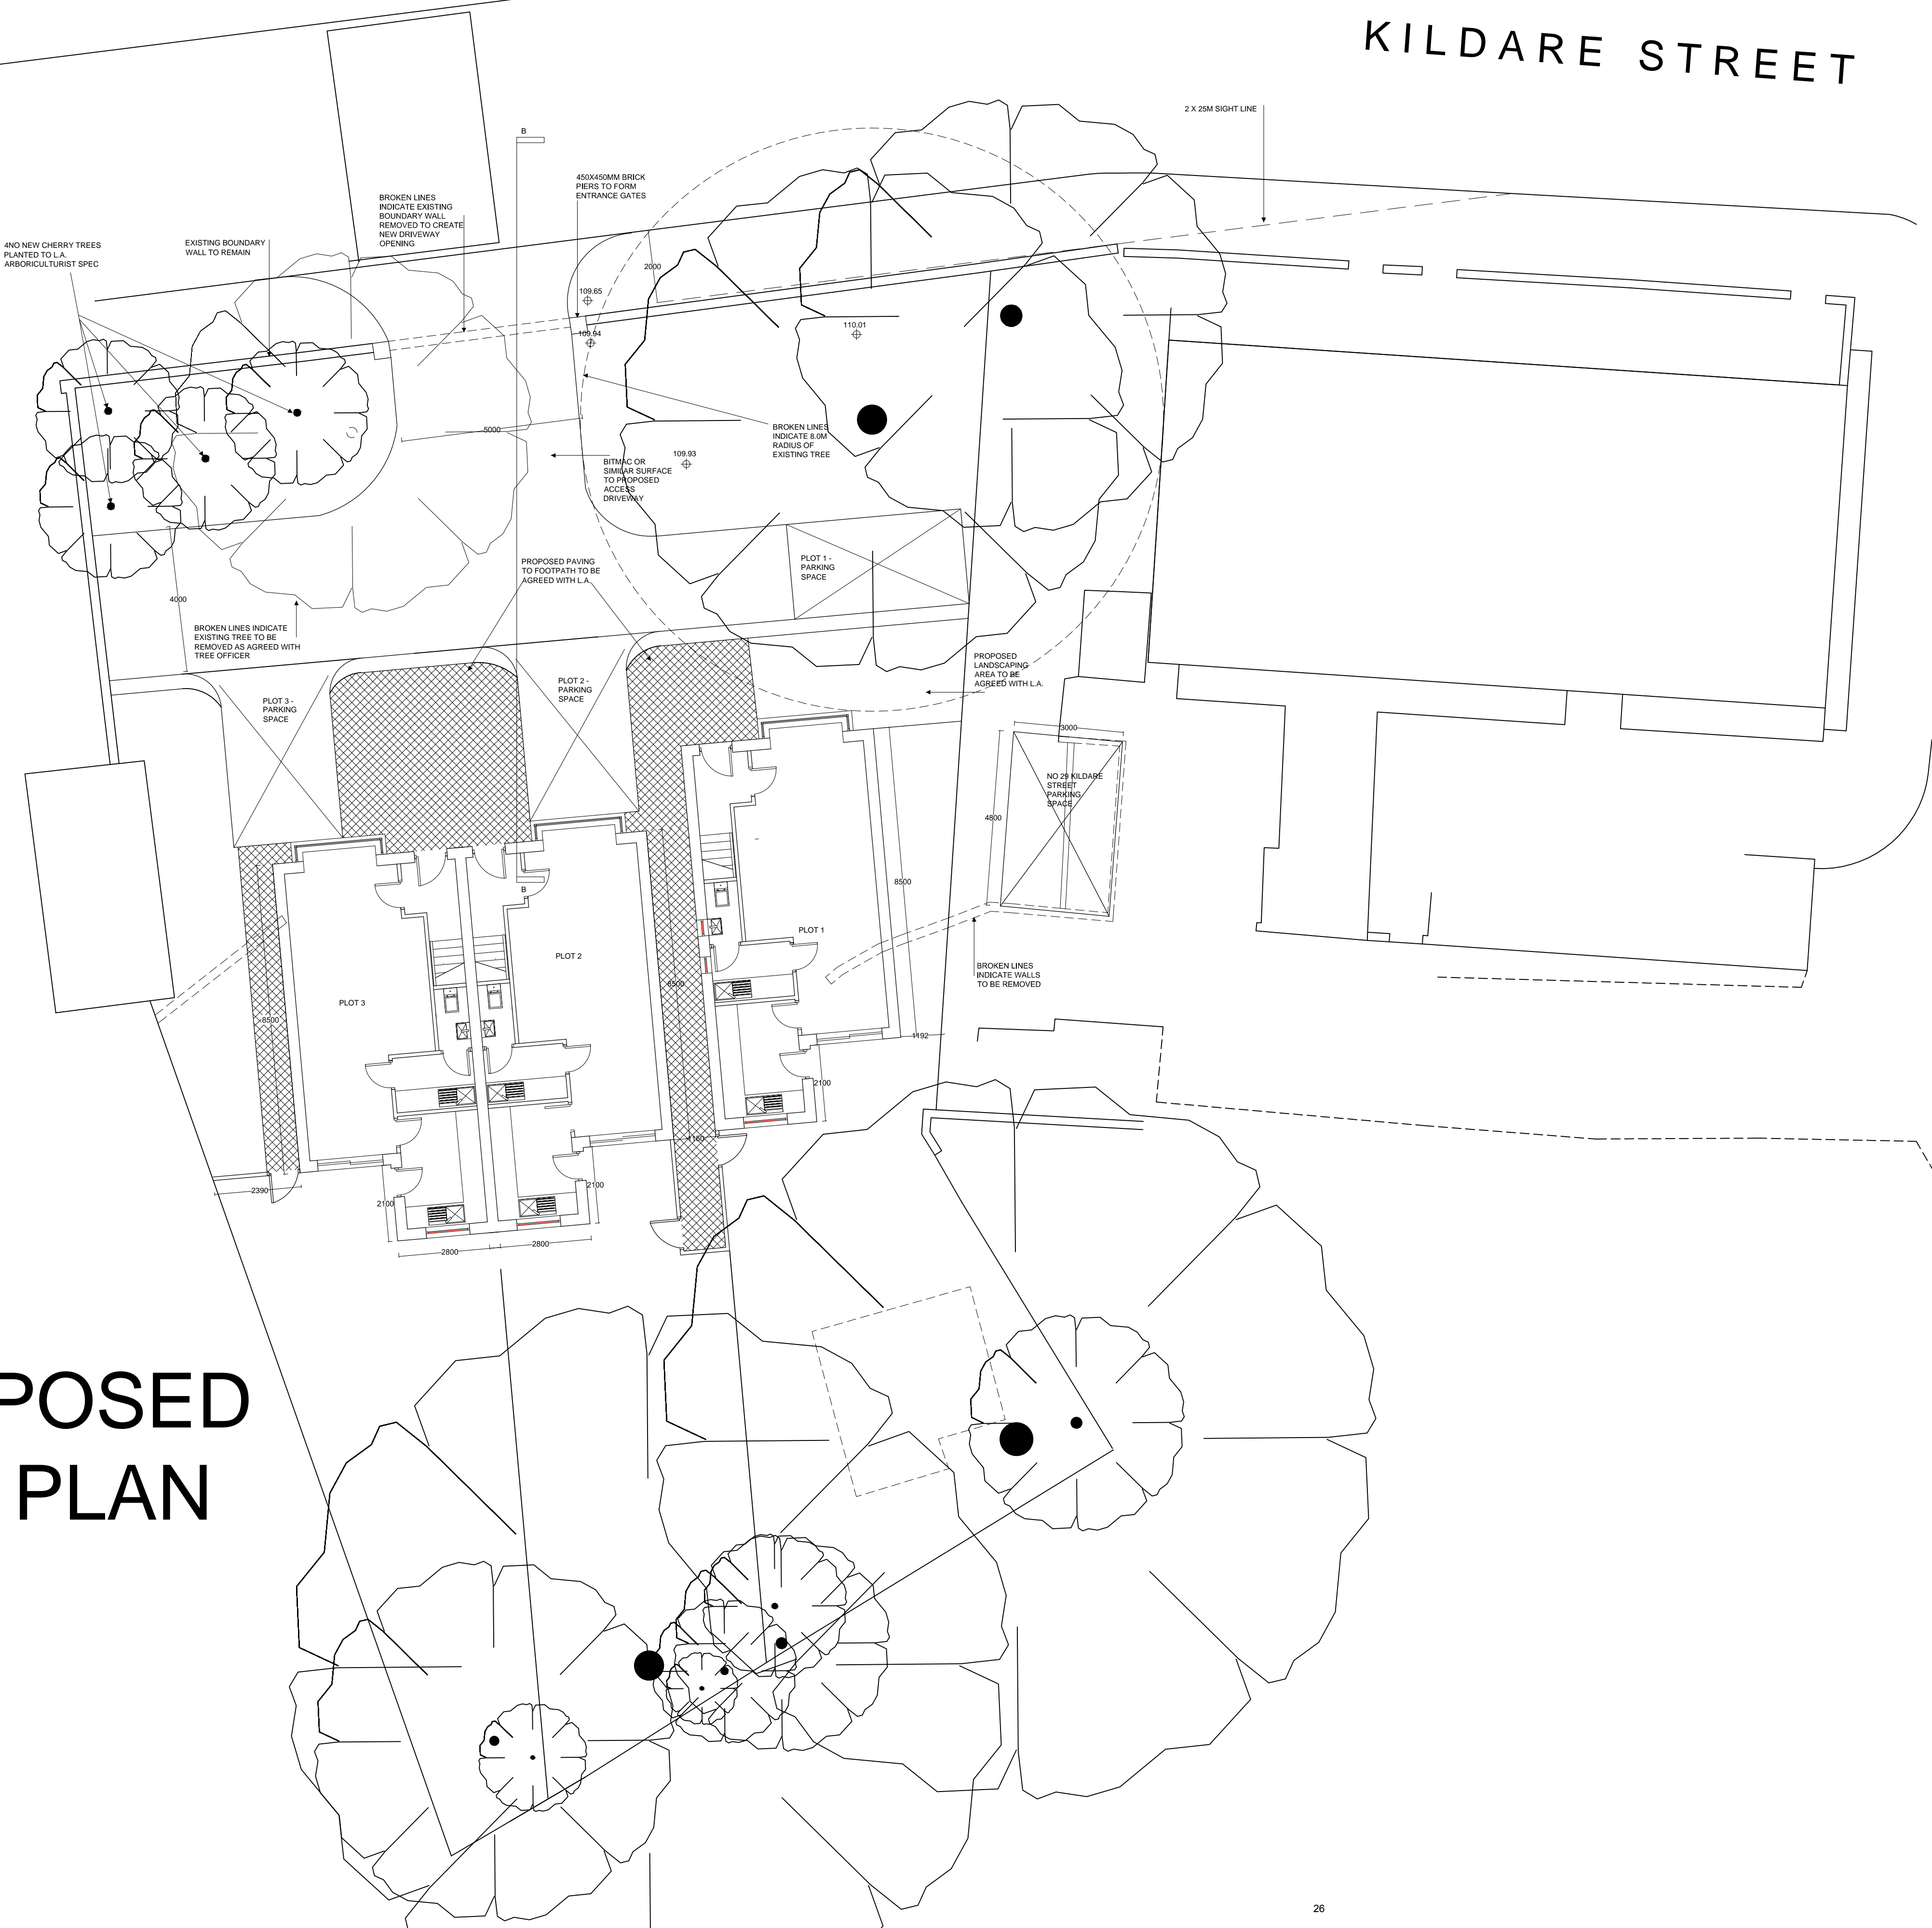 KILDARE STREET
2 X 25M SIGHT LINE
B
450X450MM BRICK
PIERS TO FORM
ENTRANCE GATES
BROKEN LINES
INDICATE EXISTING
BOUNDARY WALL
REMOVED TO CREATE
NEW DRIVEWAY
OPENING
4NO NEW CHERRY TREES
PLANTED TO L.A.
ARBORICULTURIST SPEC
EXISTING BOUNDARY
WALL TO REMAIN
2000
109.65
109.94
110.01
5000
BROKEN LINES
INDICATE 8.0M
RADIUS OF
EXISTING TREE
109.93
BITMAC OR
SIMILAR SURFACE
TO PROPOSED
ACCESS
DRIVEWAY
PROPOSED PAVING
TO FOOTPATH TO BE
AGREED WITH L.A.
PLOT 1 -
PARKING
SPACE
4000
BROKEN LINES INDICATE
EXISTING TREE TO BE
REMOVED AS AGREED WITH
TREE OFFICER
PROPOSED
LANDSCAPING
AREA TO BE
AGREED WITH L.A.
PLOT 3 -
PARKING
SPACE
PLOT 2 -
PARKING
SPACE
3000
NO 29 KILDARE
STREET
PARKING
SPACE
4800
8500
B
PLOT 1
PLOT 2
BROKEN LINES
INDICATE WALLS
TO BE REMOVED
8500
PLOT 3
8500
1192
2100
1160
2390
2100
2100
2800
2800
POSED
PLAN
26